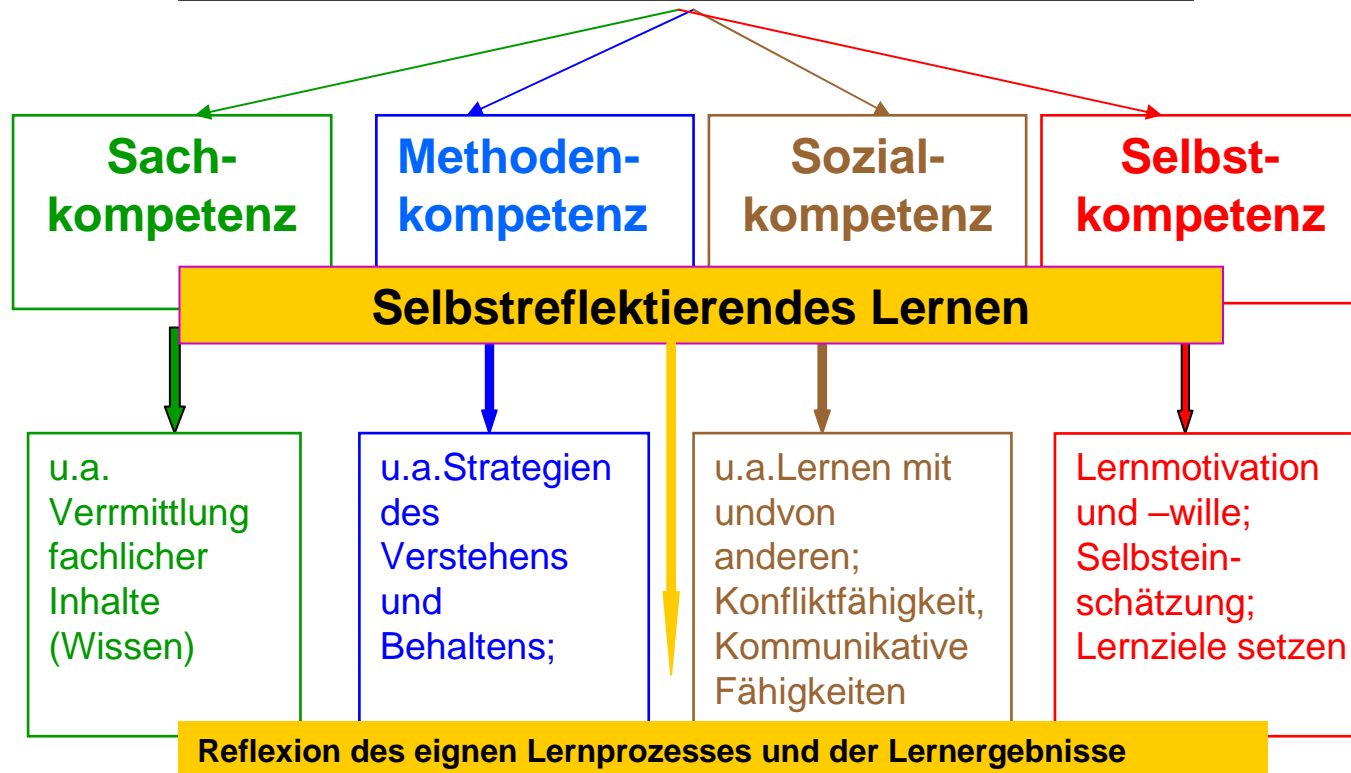 Sach-
kompetenz
Methoden-
kompetenz
Sozial-
kompetenz
Selbst-
kompetenz
Selbstreflektierendes Lernen
u.a.
Verrmittlung
fachlicher
Inhalte
(Wissen)
u.a.Strategien
des
Verstehens
und
Behaltens;
u.a.Lernen mit
undvon
anderen;
Konfliktfähigkeit,
Kommunikative
Fähigkeiten
Lernmotivation
und –wille;
Selbstein-
schätzung;
Lernziele setzen
Reflexion des eignen Lernprozesses und der Lernergebnisse